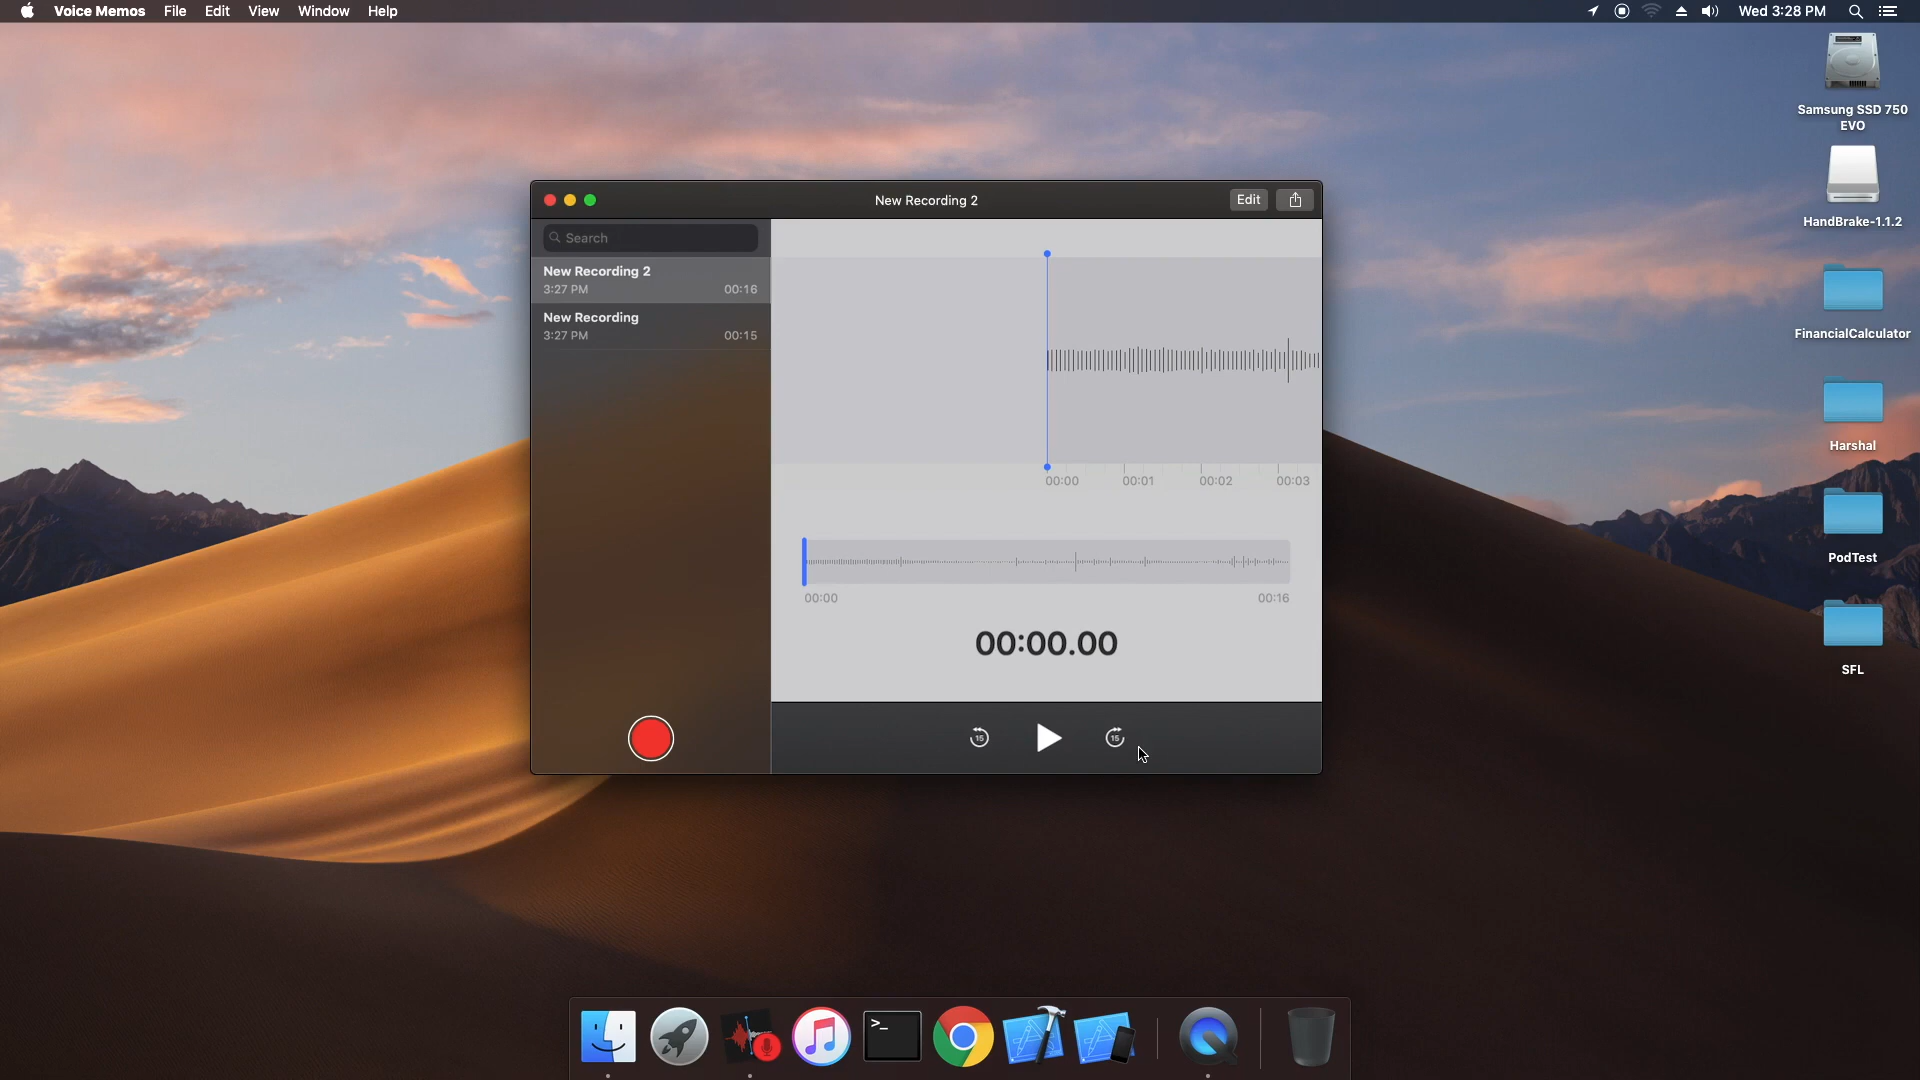 Voice Memos File Edit View Window Help
Wed 3:28 PM
Samsung SSD 750
EVO
HandBrake-1.1.2
FinancialCalculator
Harshal
PodTest
SFL
New Recording 2
Edit
Search
New Recording 2
3:27 PM 00:16
New Recording
3:27 PM 00:15
00:00 00:01 00:02 00:03
00:00 00:16
00:00.00
15 15
>_